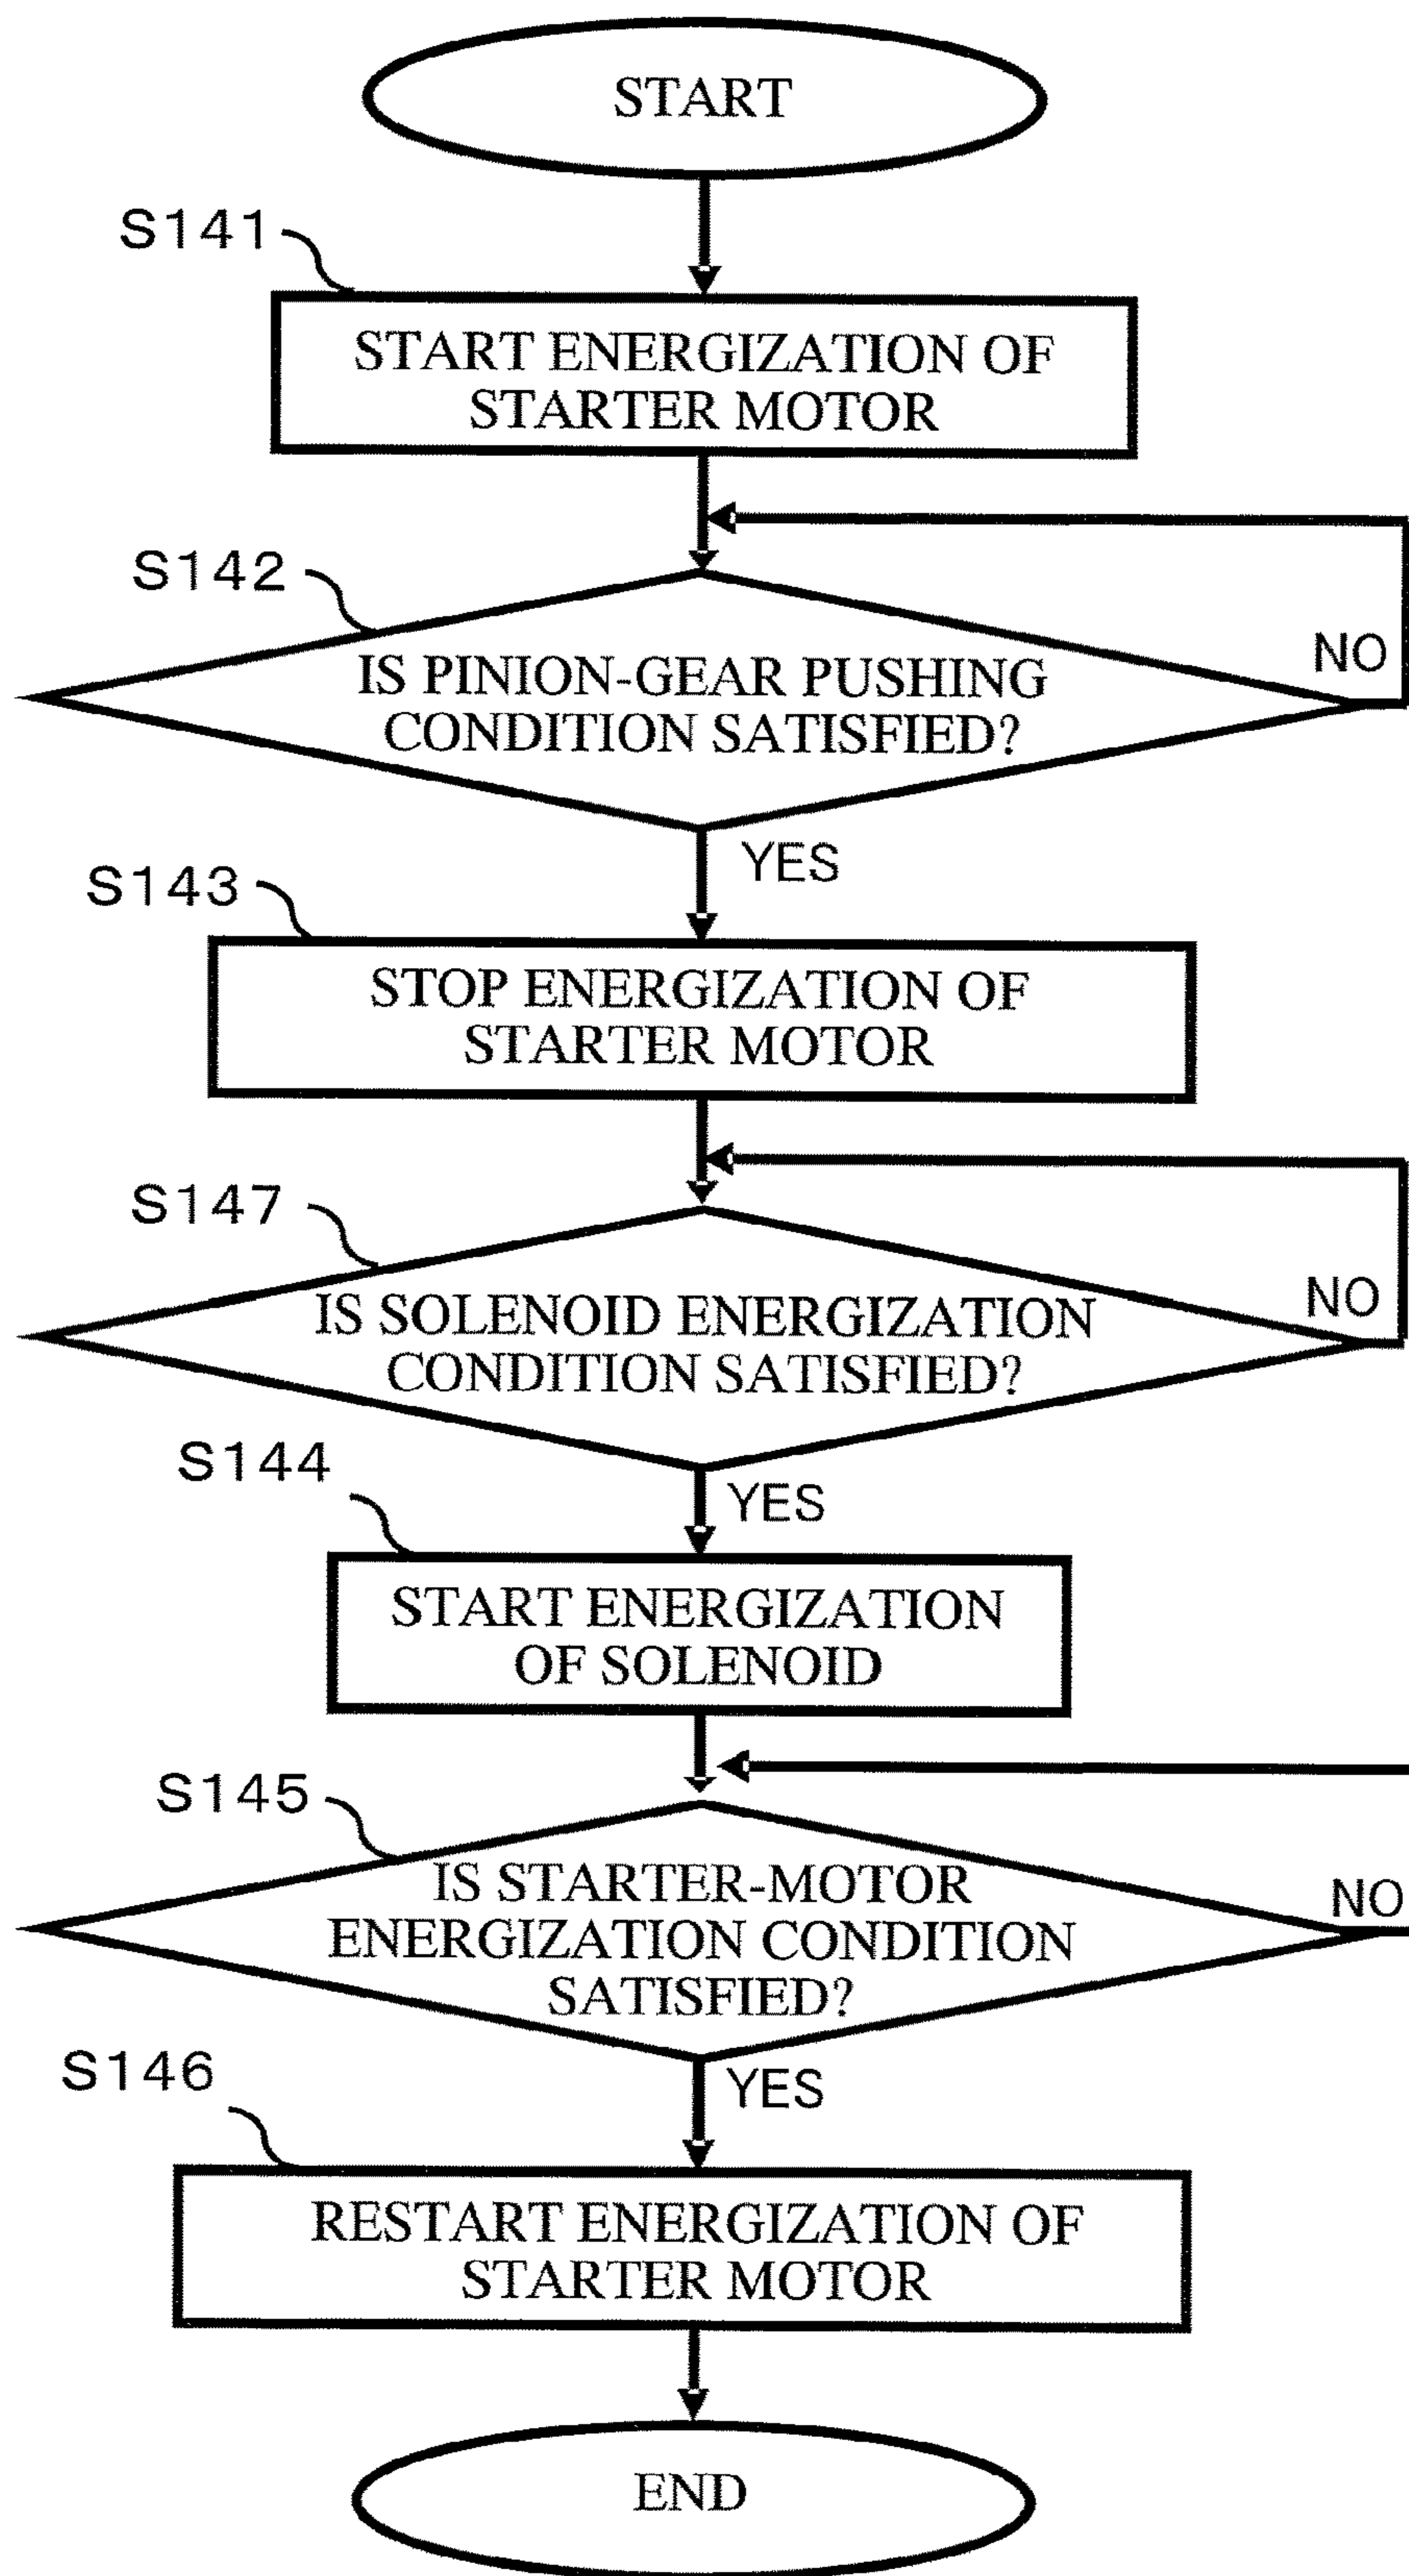 START
S141
START ENERGIZATION OF
STARTER MOTOR
S142
IS PINION-GEAR PUSHING
CONDITION SATISFIED?
NO
YES
S143
STOP ENERGIZATION OF
STARTER MOTOR
S147
IS SOLENOID ENERGIZATION
CONDITION SATISFIED?
NO
YES
S144
START ENERGIZATION
OF SOLENOID
S145
IS STARTER-MOTOR
ENERGIZATION CONDITION
SATISFIED?
NO
YES
S146
RESTART ENERGIZATION OF
STARTER MOTOR
END